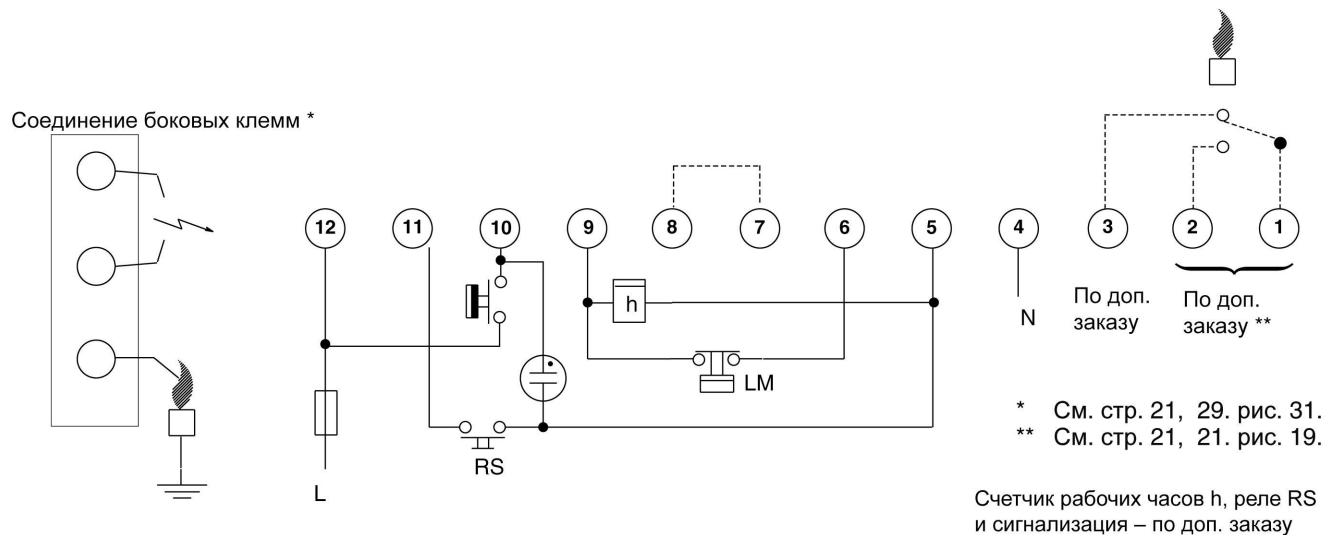 Соединение боковых клемм *
12 11 10 9 8 7 6 5 4 3 2 1
h
LM
RS
L
N
По доп.
заказу
По доп.
заказу **
* См. стр. 21, 29. рис. 31.
** См. стр. 21, 21. рис. 19.
Счетчик рабочих часов h, реле RS
и сигнализация – по доп. заказу